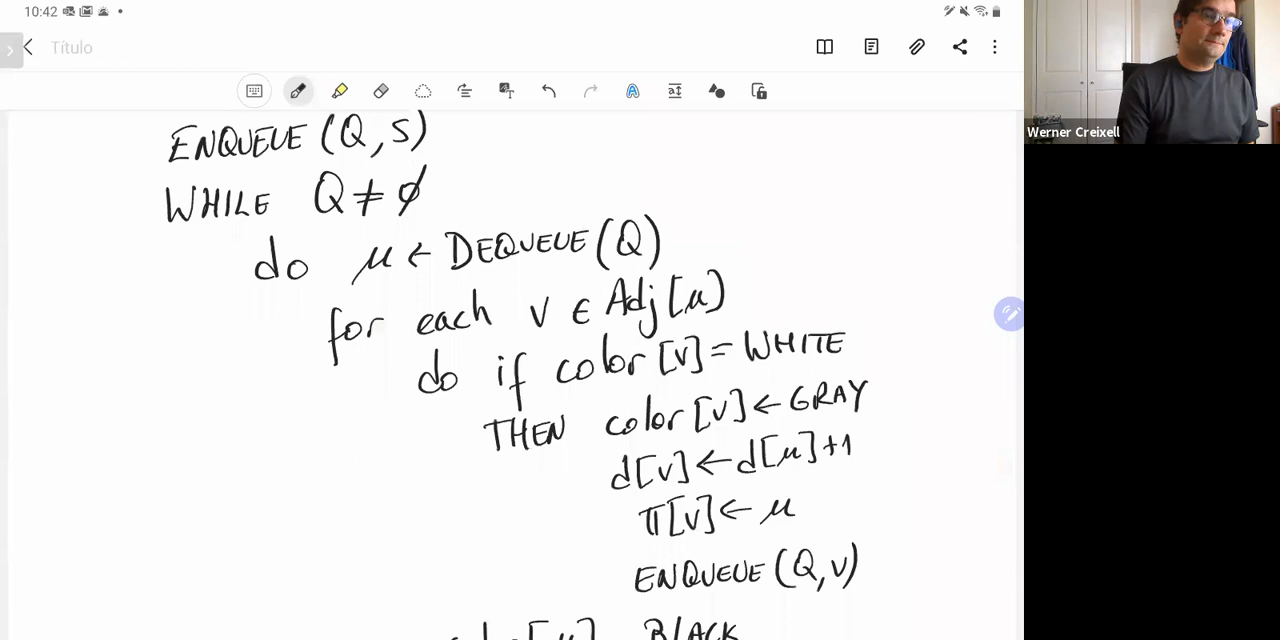 10:42
Título
ENQUEUE (Q, S)
WHILE Q ≠ ∅
do μ ← DEQUEUE (Q)
for each v ∈ Adj [μ]
do if color [v] = WHITE
THEN color [v] ← GRAY
d[v] ← d[μ] + 1
π[v] ← μ
ENQUEUE (Q, v)
color [μ] BLACK
Werner Creixell